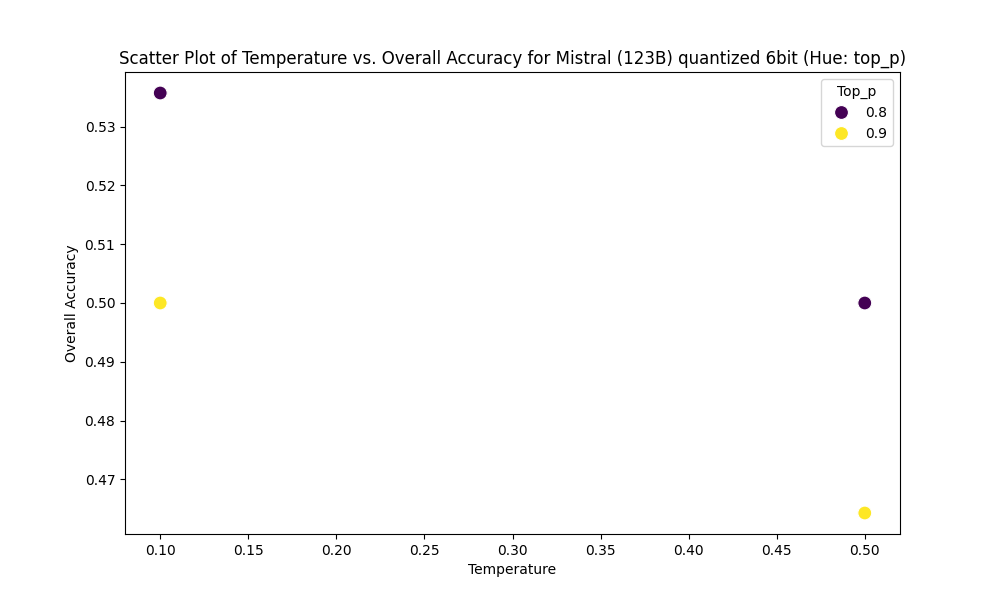 Scatter Plot of Temperature vs. Overall Accuracy for Mistral (123B) quantized 6bit (Hue: top_p)
Top_p
0.8
0.9
Overall Accuracy
0.53
0.52
0.51
0.50
0.49
0.48
0.47
0.10 0.15 0.20 0.25 0.30 0.35 0.40 0.45 0.50
Temperature